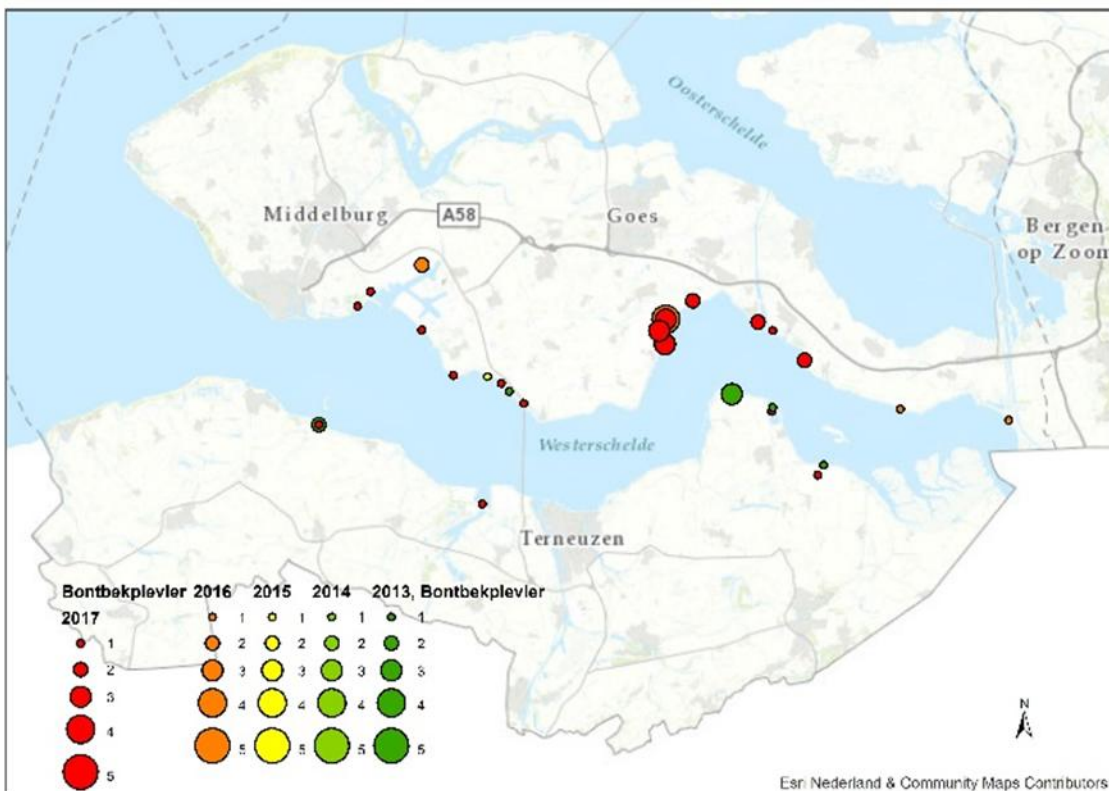 Oosterschelde
Middelburg
A58
Goes
Bergen
op Zoom
Westerschelde
Terneuzen
Bontbekplevier 2016 2015 2014 2013, Bontbekplevier
2017
1 1 1 1
1 2 2 2 2
2 3 3 3 3
3 4 4 4 4
4 5 5 5 5
5
N
Esri Nederland & Community Maps Contributors